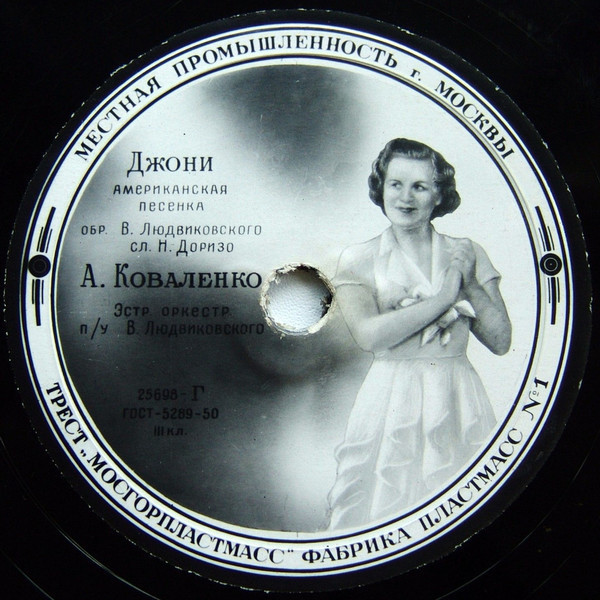 МЕСТНАЯ ПРОМЫШЛЕННОСТЬ г. МОСКВЫ
Джони
АМЕРИКАНСКАЯ
ПЕСЕНКА
ОБР. В. Людвиковского
сл. Н. Доризо
А. Коваленко
Эстр. оркестр
п/у В. Людвиковского
25698-Г
ГОСТ-5289-50
III кл.
ТРЕСТ „МОСГОРПЛАСТМАСС" ФАБРИКА ПЛАСТМАСС №1